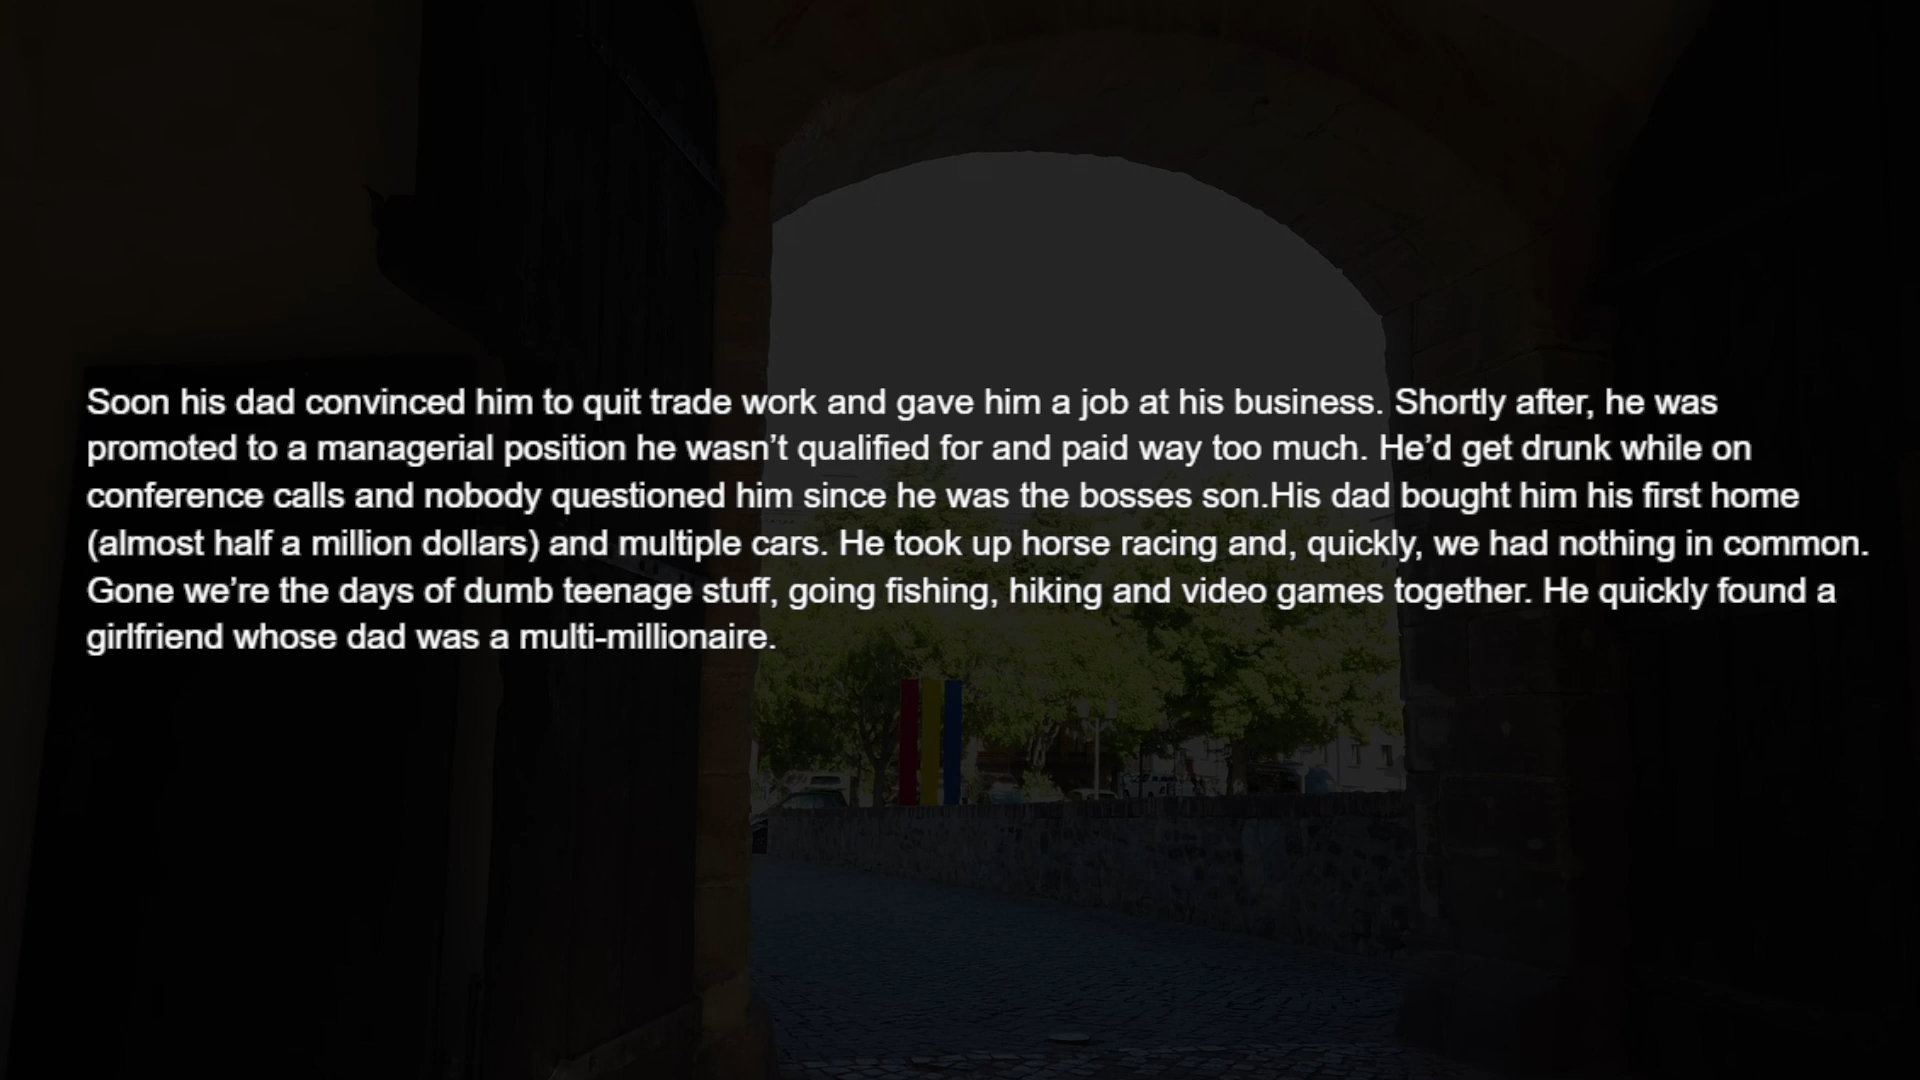 Soon his dad convinced him to quit trade work and gave him a job at his business. Shortly after, he was
promoted to a managerial position he wasn’t qualified for and paid way too much. He’d get drunk while on
conference calls and nobody questioned him since he was the bosses son.His dad bought him his first home
(almost half a million dollars) and multiple cars. He took up horse racing and, quickly, we had nothing in common.
Gone we’re the days of dumb teenage stuff, going fishing, hiking and video games together. He quickly found a
girlfriend whose dad was a multi-millionaire.